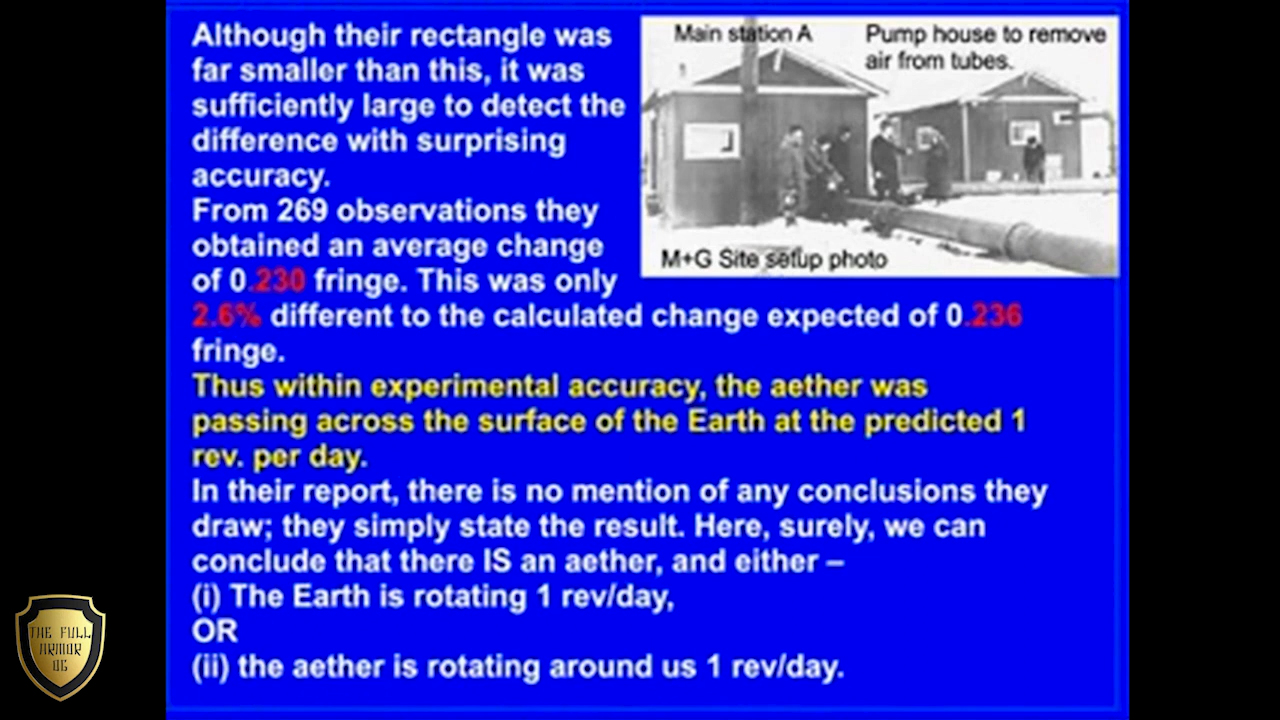 Although their rectangle was
far smaller than this, it was
sufficiently large to detect the
difference with surprising
accuracy.
From 269 observations they
obtained an average change
of 0.230 fringe. This was only
2.6% different to the calculated change expected of 0.236
fringe.
Thus within experimental accuracy, the aether was
passing across the surface of the Earth at the predicted 1
rev. per day.
In their report, there is no mention of any conclusions they
draw; they simply state the result. Here, surely, we can
conclude that there IS an aether, and either –
(i) The Earth is rotating 1 rev/day,
OR
(ii) the aether is rotating around us 1 rev/day.
Main station A
Pump house to remove
air from tubes.
M+G Site setup photo
THE FULL
ARMOR
OG